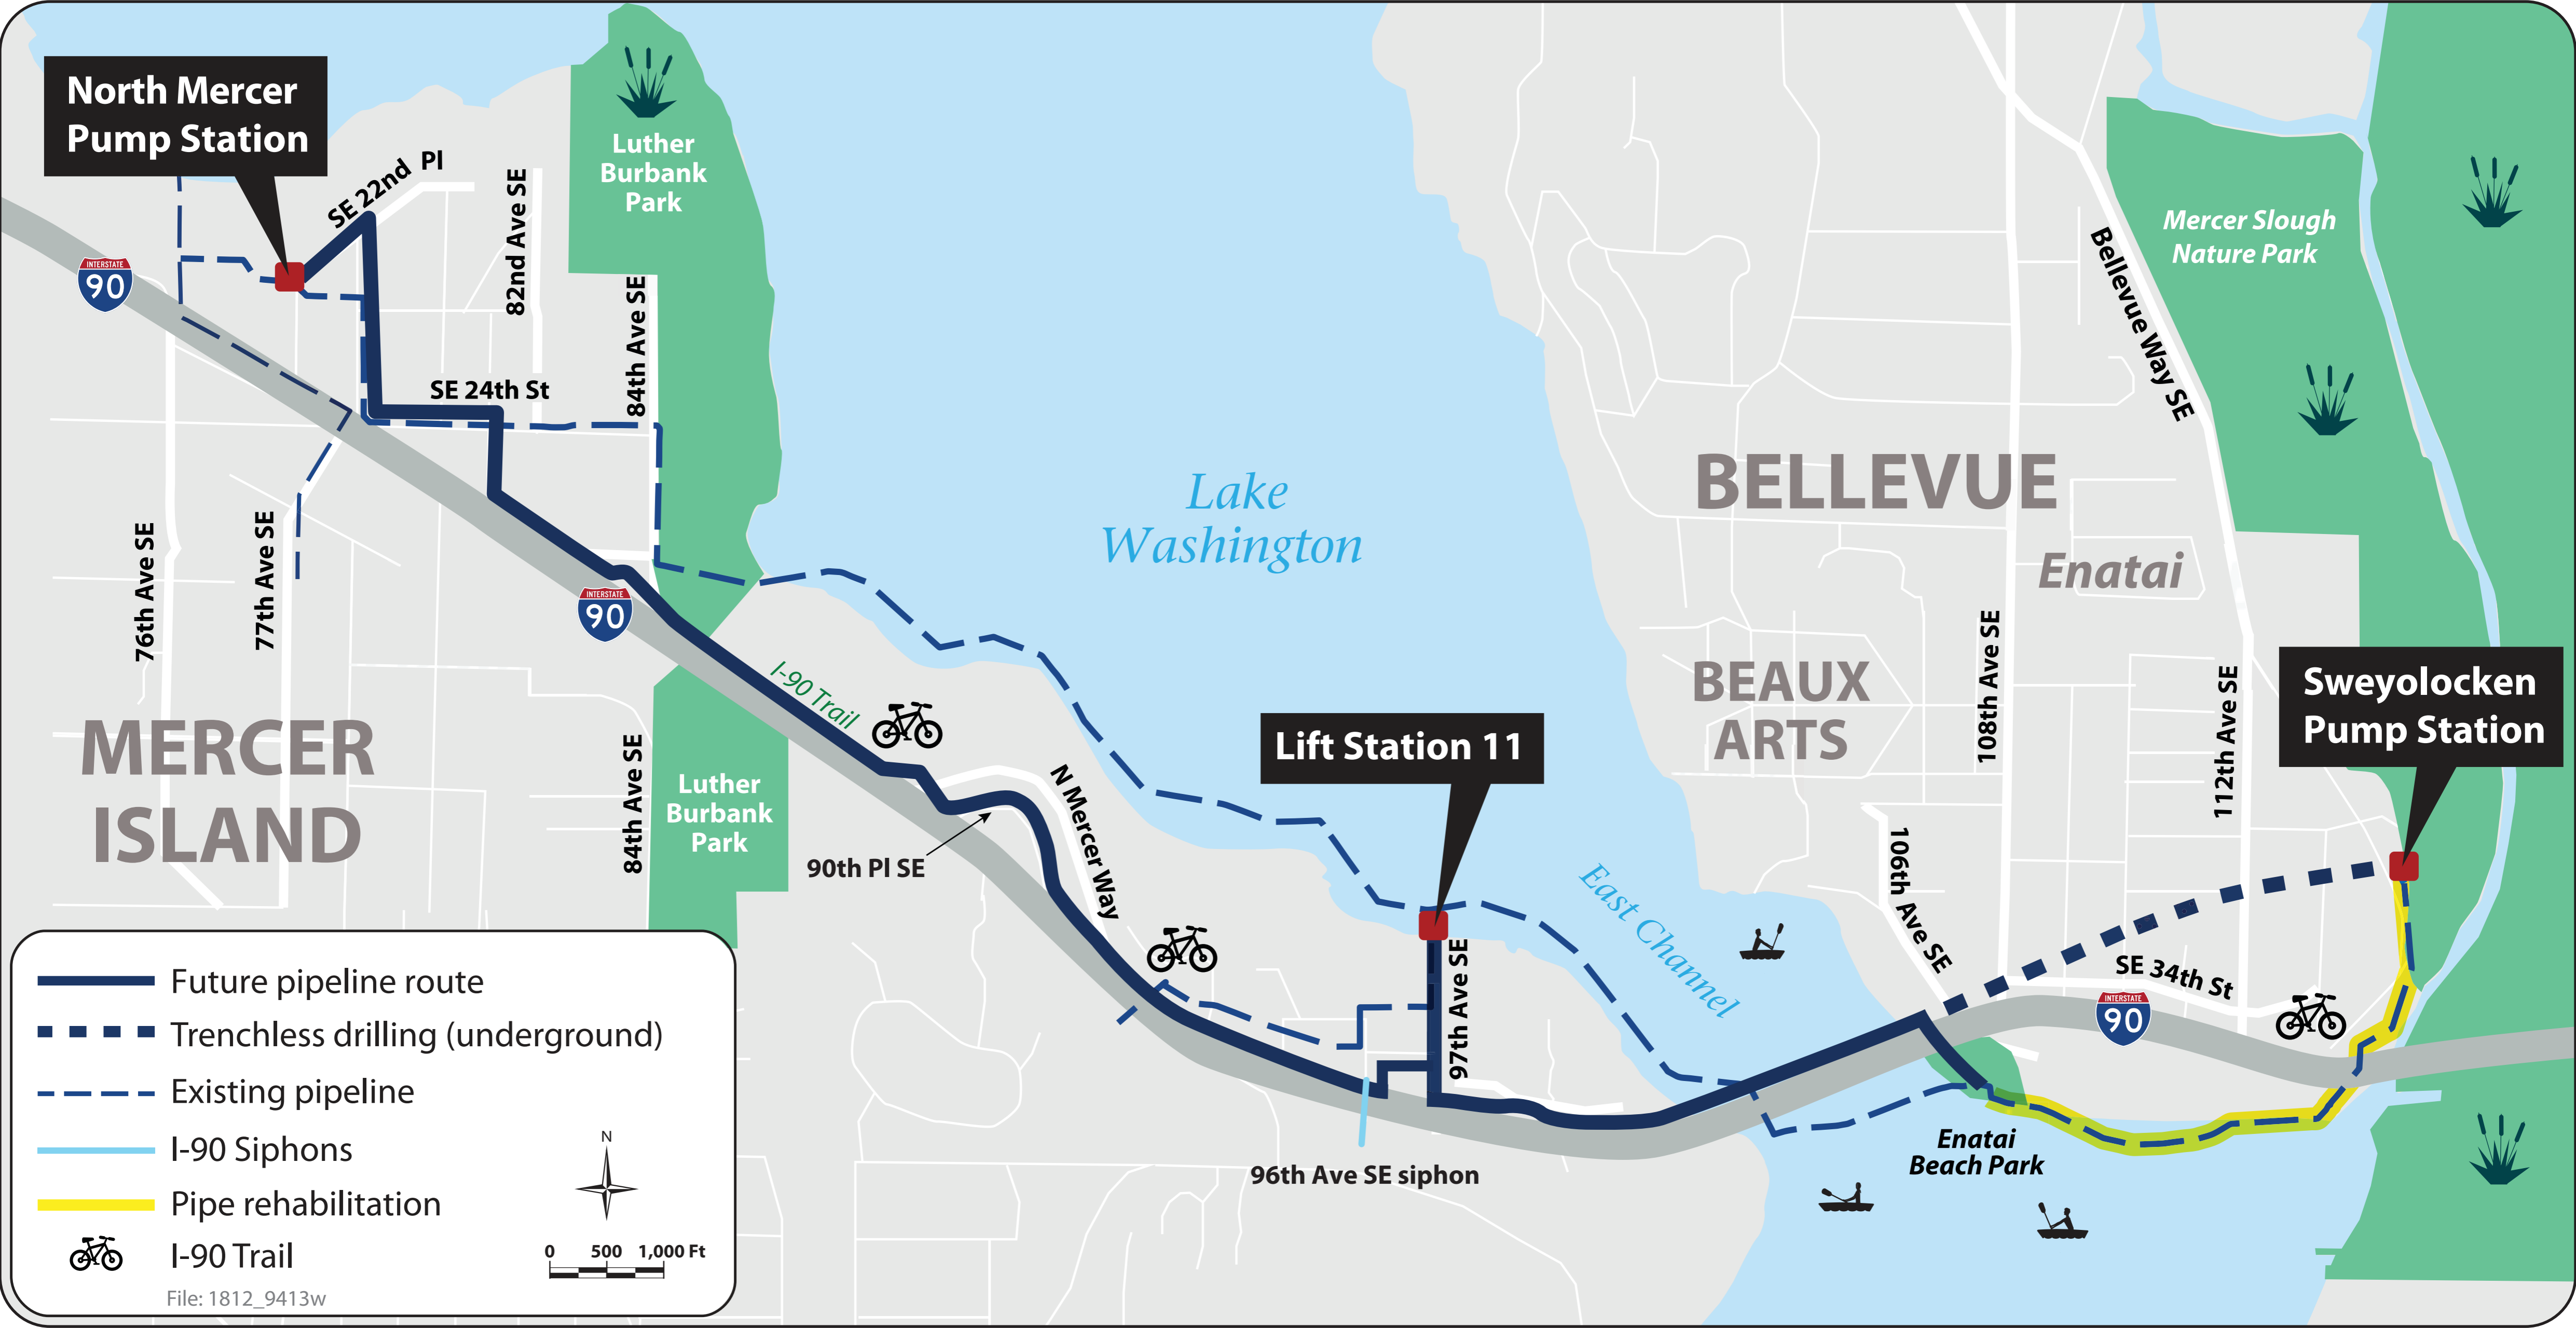 North Mercer
Pump Station
SE 22nd Pl
82nd Ave SE
Luther
Burbank
Park
84th Ave SE
SE 24th St
INTERSTATE
90
76th Ave SE
77th Ave SE
INTERSTATE
90
MERCER
ISLAND
84th Ave SE
Luther
Burbank
Park
I-90 Trail
90th Pl SE
N Mercer Way
Lake
Washington
Lift Station 11
97th Ave SE
96th Ave SE siphon
East Channel
BELLEVUE
Enatai
BEAUX
ARTS
Mercer Slough
Nature Park
Bellevue Way SE
108th Ave SE
112th Ave SE
106th Ave SE
Sweyolocken
Pump Station
SE 34th St
INTERSTATE
90
Enatai
Beach Park
Future pipeline route
Trenchless drilling (underground)
Existing pipeline
I-90 Siphons
Pipe rehabilitation
I-90 Trail
File: 1812_9413w
N
0 500 1,000 Ft